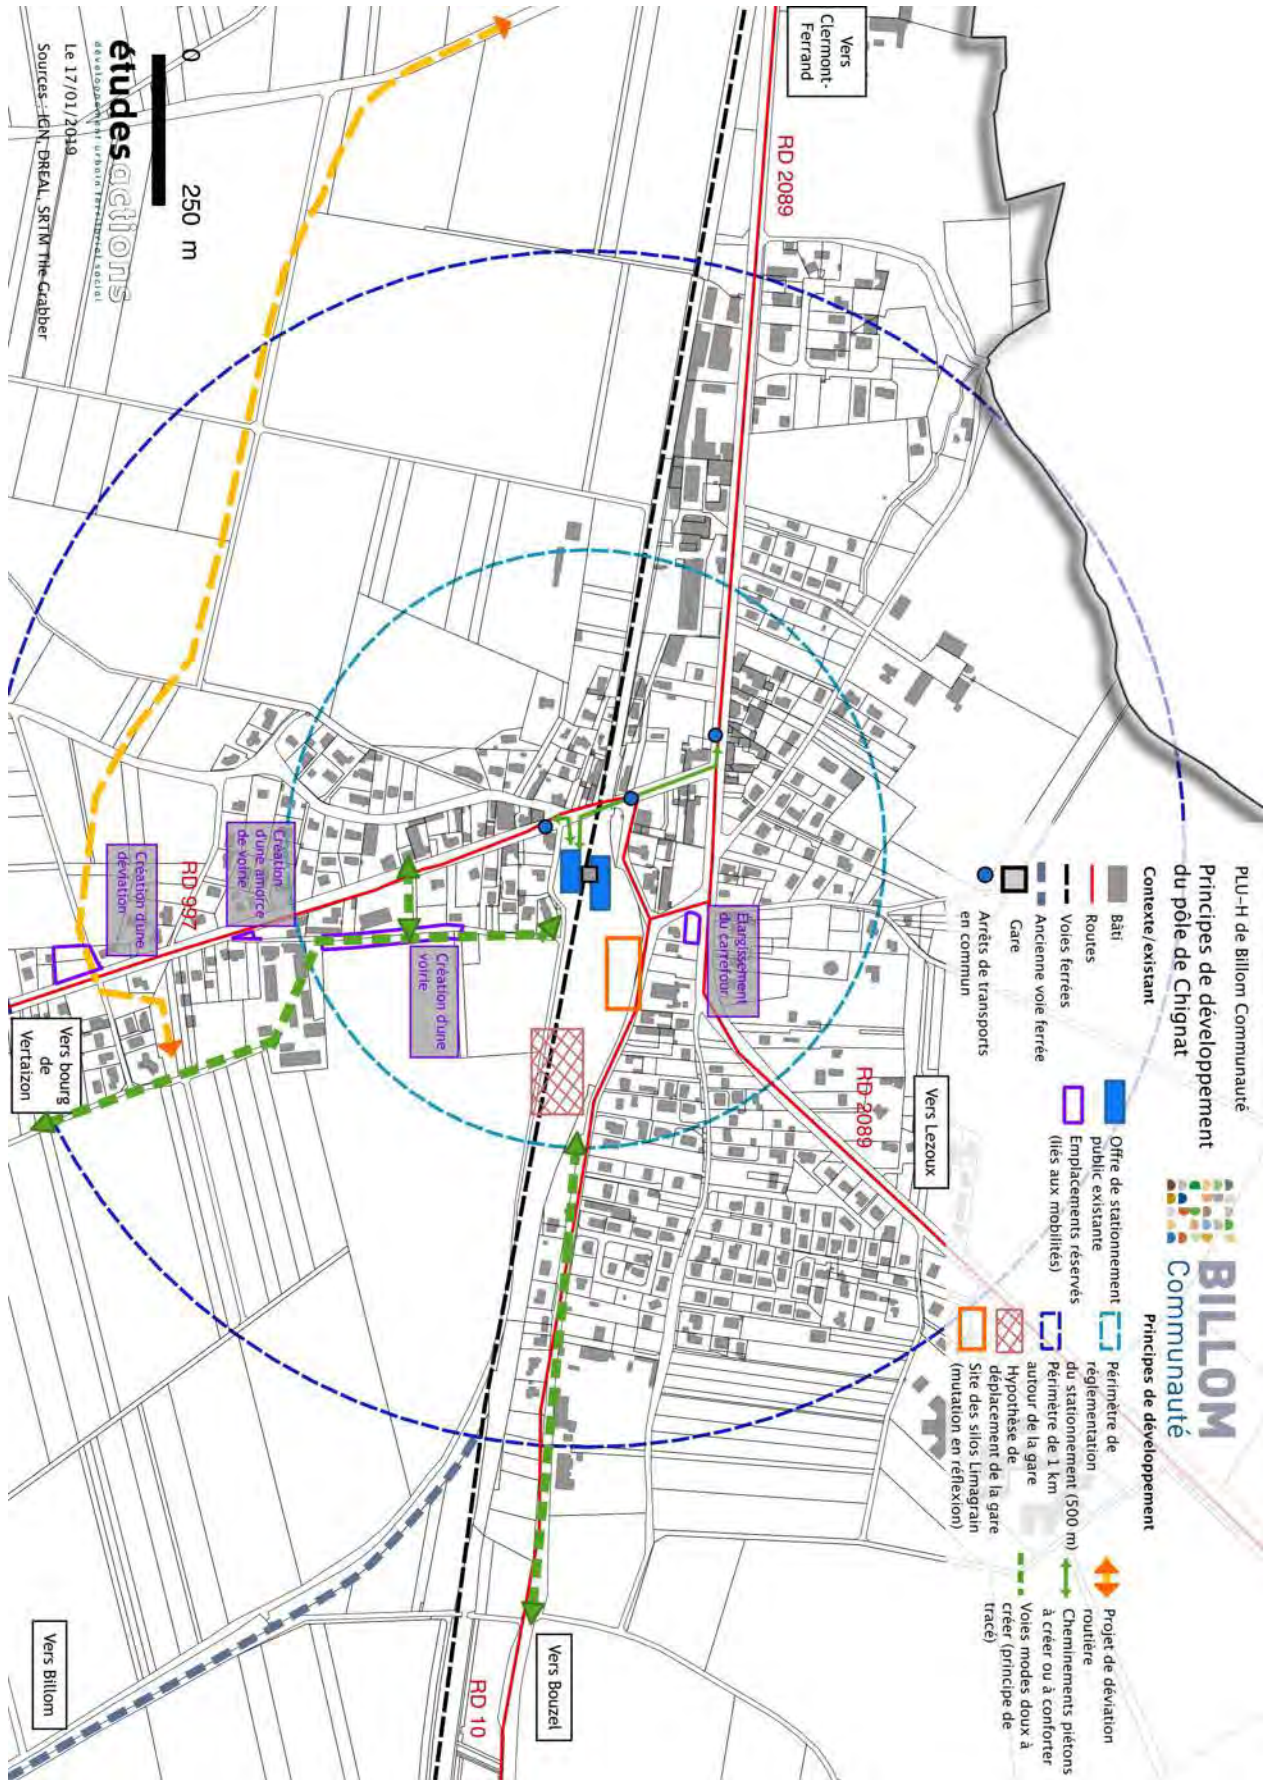 PLU-H de Billom Communauté
Principes de développement
du pôle de Chignat
BILLOM
Communauté
Contexte/existant
Bâti
Routes
Voies ferrées
Ancienne voie ferrée
Gare
Arrêts de transports
en commun
Offre de stationnement
public existante
Emplacements réservés
(liés aux mobilités)
Principes de développement
Périmètre de
réglementation
du stationnement (500 m)
Périmètre de 1 km
autour de la gare
Hypothèse de
déplacement de la gare
Site des silos Limagrain
(mutation en réflexion)
Projet de déviation
routière
Cheminements piétons
à créer ou à conforter
Voies modes doux à
créer (principe de
tracé)
Vers
Clermont-
Ferrand
RD 2089
Vers Lezoux
RD 2089
Elargissement
du carrefour
Création d'une
voirie
Création
d'une amorce
de voirie
Création d'une
déviation
RD 997
Vers bourg
de
Vertaizon
Vers Bouzel
RD 10
Vers Billom
0
250 m
étudesactions
développement urbain territorial social
Le 17/01/2019
Sources : IGN, DREAL, SRTM Tile Grabber